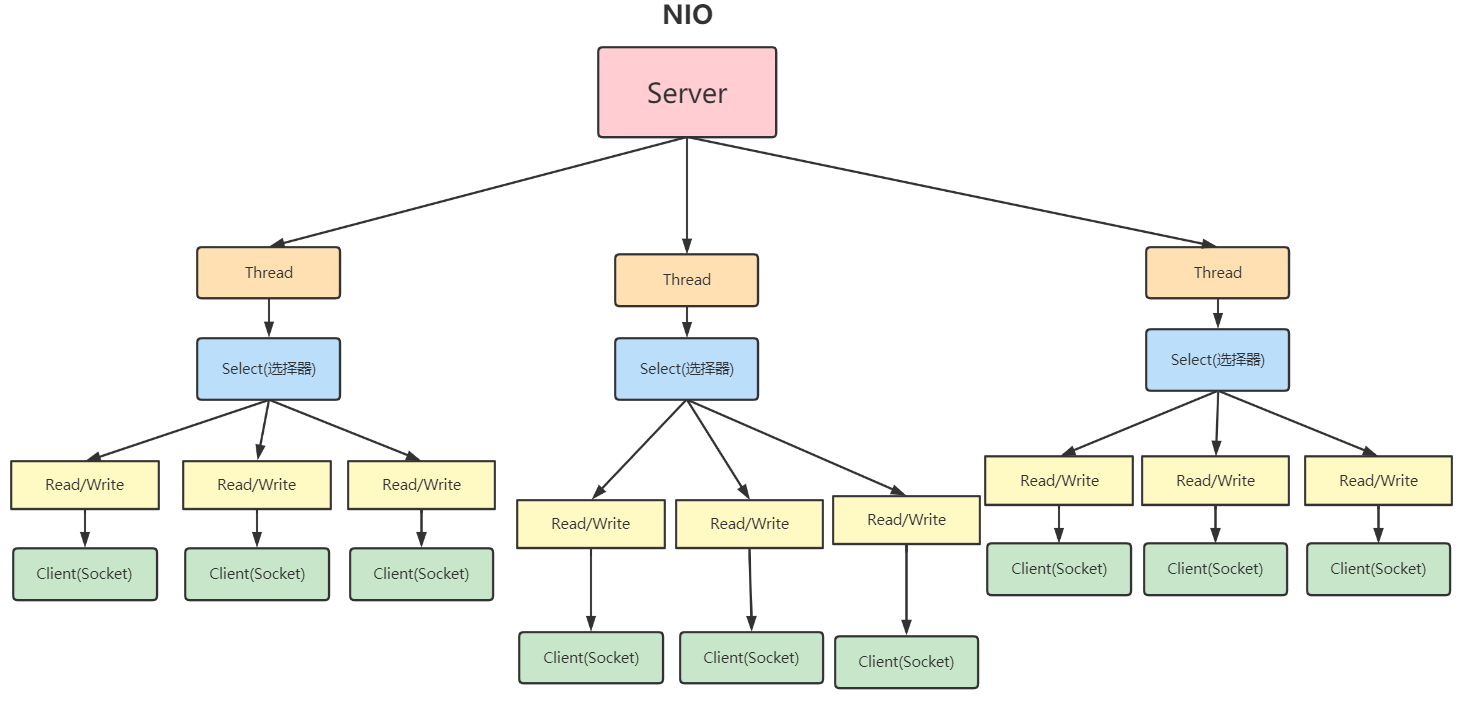 NIO
Server
Thread
Thread
Thread
Select(选择器)
Select(选择器)
Select(选择器)
Read/Write
Read/Write
Read/Write
Read/Write
Read/Write
Read/Write
Read/Write
Read/Write
Read/Write
Client(Socket)
Client(Socket)
Client(Socket)
Client(Socket)
Client(Socket)
Client(Socket)
Client(Socket)
Client(Socket)
Client(Socket)